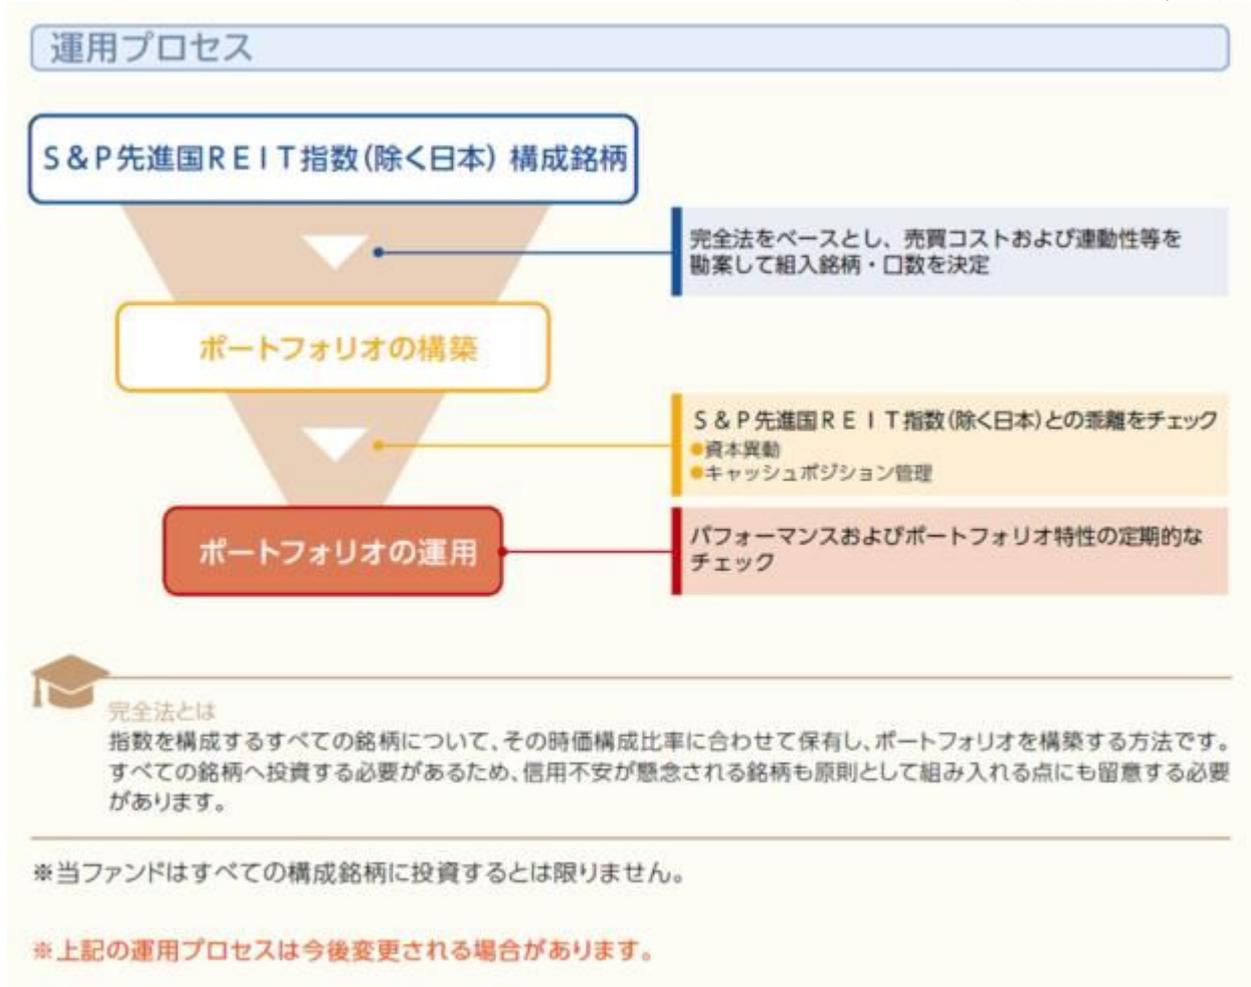 運用プロセス
S&P先進国REIT指数(除く日本) 構成銘柄
完全法をベースとし、売買コストおよび連動性等を
勘案して組入銘柄・口数を決定
ポートフォリオの構築
S&P先進国REIT指数(除く日本)との乖離をチェック
●資本異動
●キャッシュポジション管理
ポートフォリオの運用
パフォーマンスおよびポートフォリオ特性の定期的な
チェック
完全法とは
指数を構成するすべての銘柄について、その時価構成比率に合わせて保有し、ポートフォリオを構築する方法です。
すべての銘柄へ投資する必要があるため、信用不安が懸念される銘柄も原則として組み入れる点にも留意する必要
があります。
※当ファンドはすべての構成銘柄に投資するとは限りません。
※上記の運用プロセスは今後変更される場合があります。